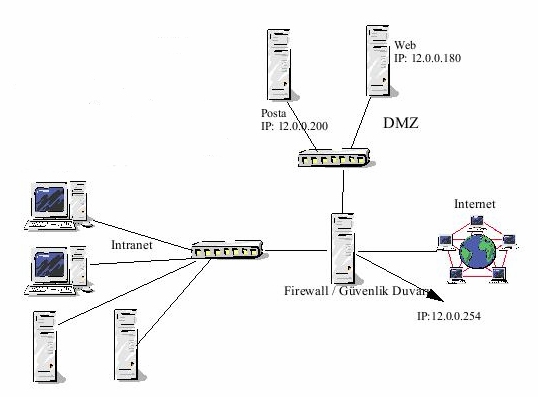 Web
IP: 12.0.0.180
Posta
IP: 12.0.0.200
DMZ
Internet
Intranet
Firewall / Güvenlik Duvarı
IP:12.0.0.254